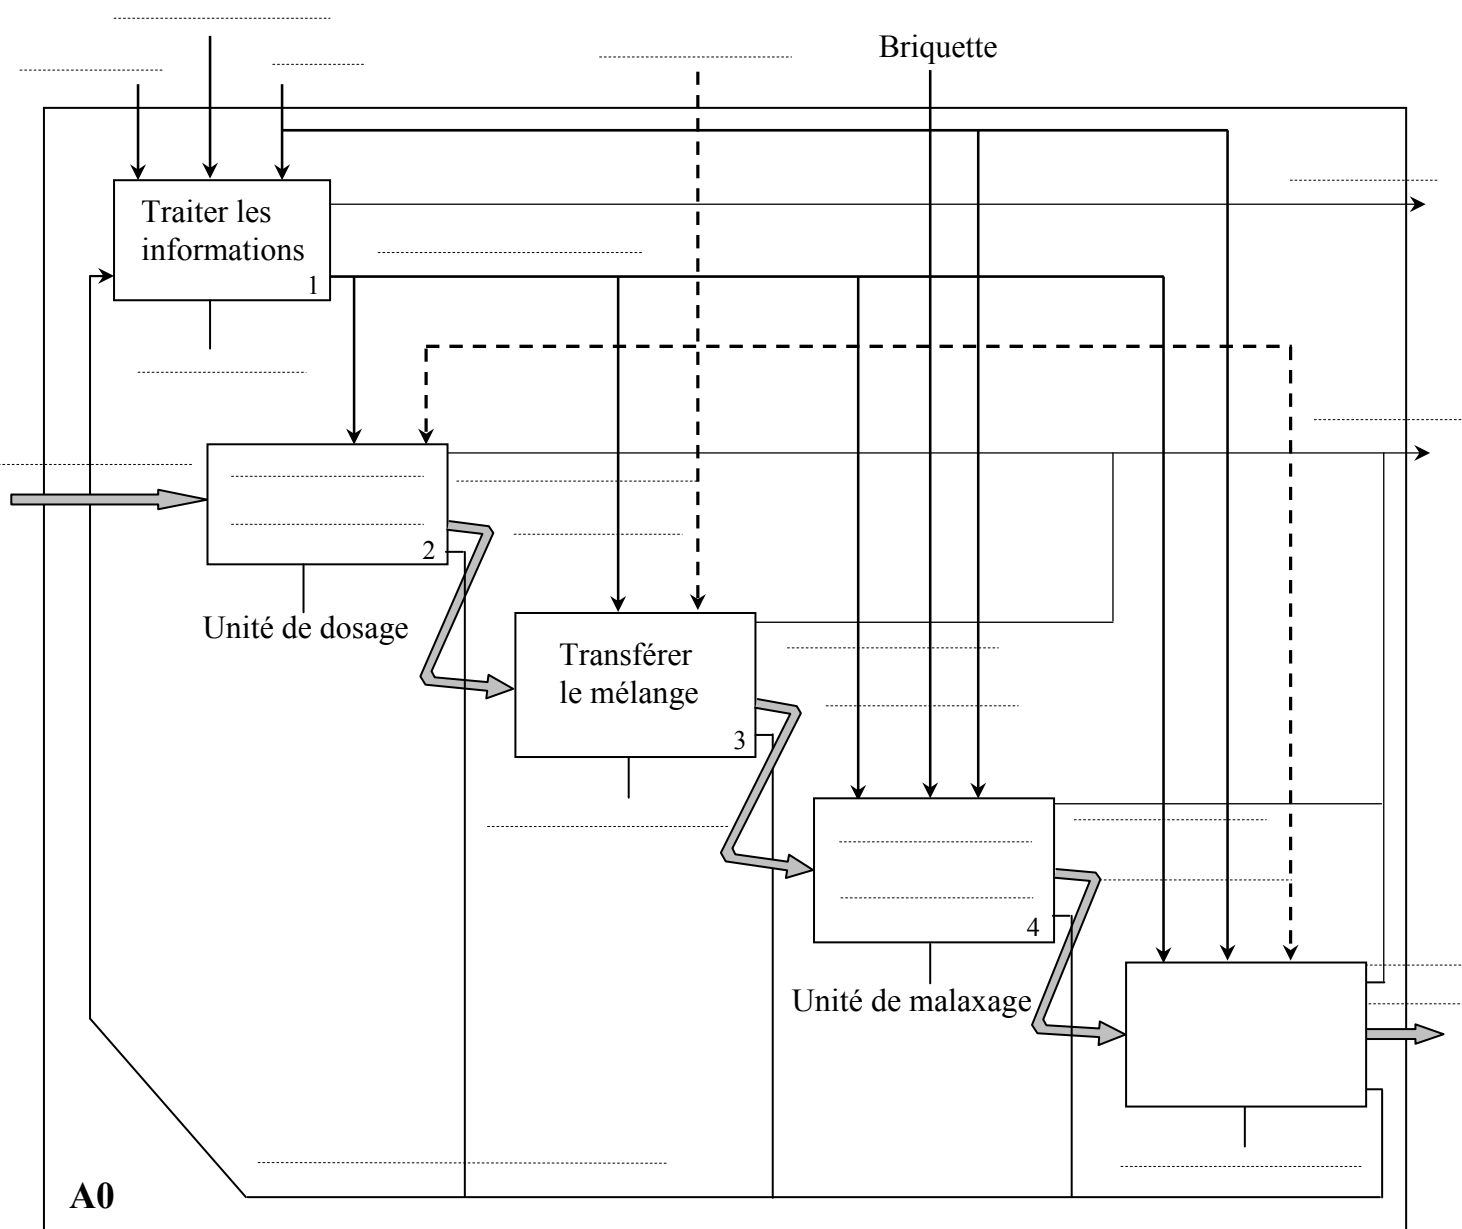 Briquette
Traiter les
informations
1
2
Unité de dosage
Transférer
le mélange
3
4
Unité de malaxage
A0